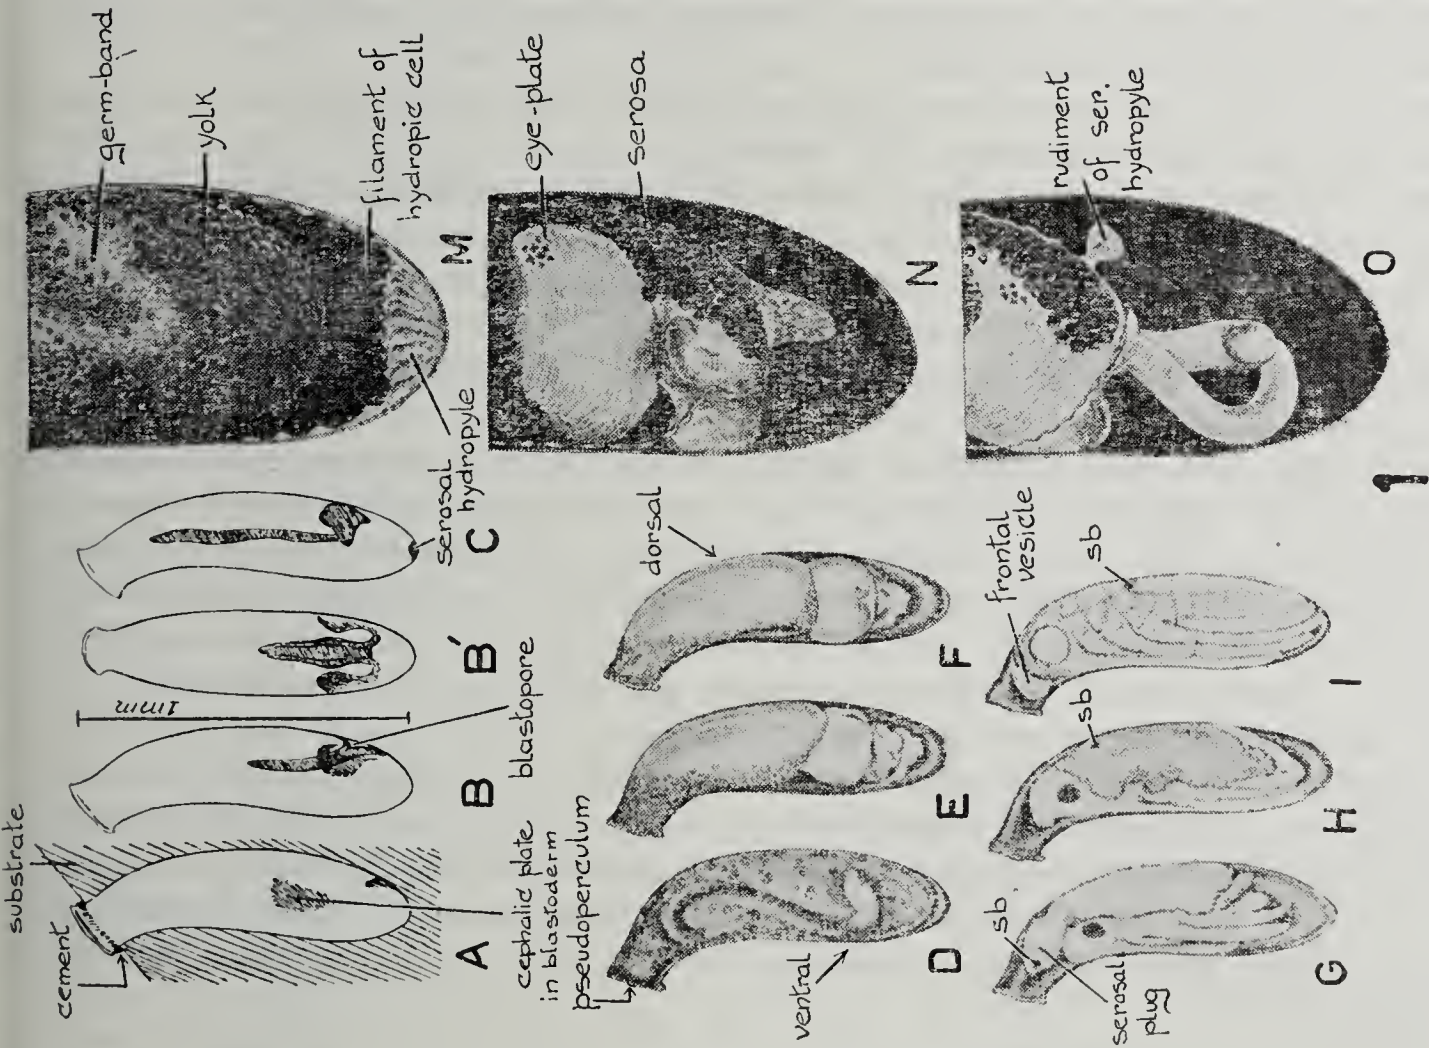 substrate
cement
A
B
B′
C
1mm
blastopore
serosal
hydropyle
cephalic plate
in blastoderm
pseudoperculum
germ-band
yolk
filament of
hydropic cell
M
D
E
F
ventral
dorsal
eye-plate
serosa
N
G
H
I
sb
serosal
plug
sb
frontal
vesicle
sb
rudiment
of ser.
hydropyle
O
1